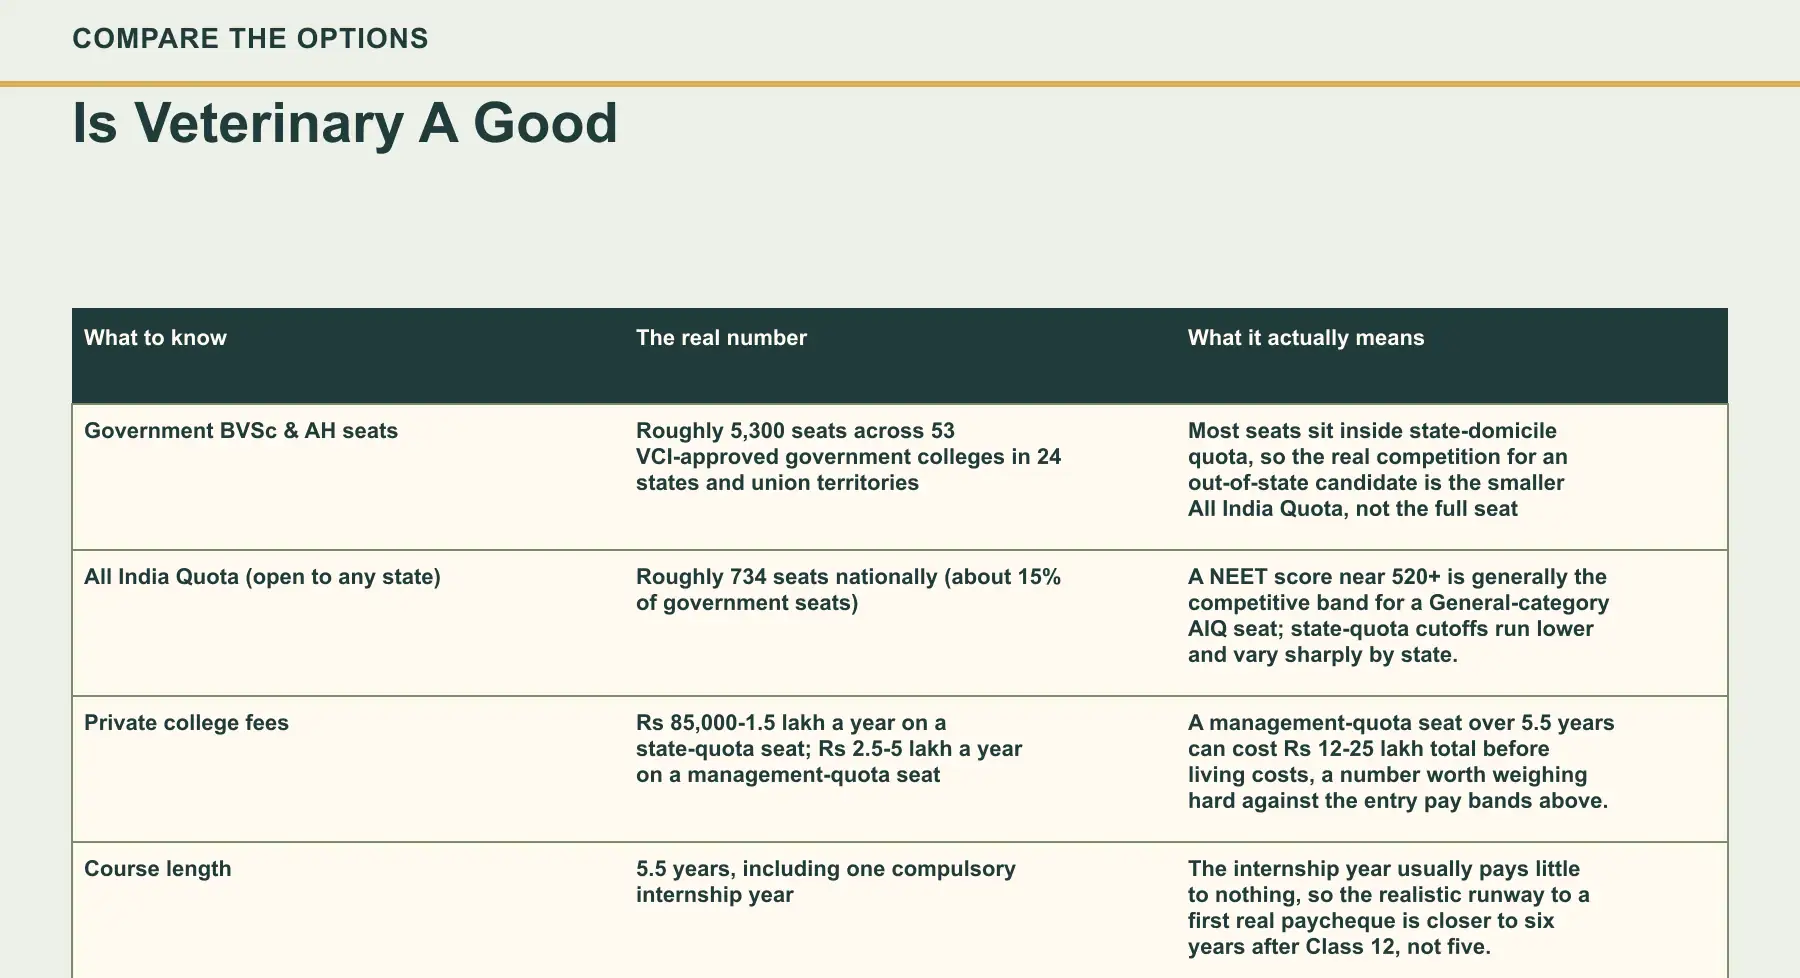 COMPARE THE OPTIONS
Is Veterinary A Good
What to know
The real number
What it actually means
Government BVSc & AH seats
Roughly 5,300 seats across 53
VCI-approved government colleges in 24
states and union territories
Most seats sit inside state-domicile
quota, so the real competition for an
out-of-state candidate is the smaller
All India Quota, not the full seat
All India Quota (open to any state)
Roughly 734 seats nationally (about 15%
of government seats)
A NEET score near 520+ is generally the
competitive band for a General-category
AIQ seat; state-quota cutoffs run lower
and vary sharply by state.
Private college fees
Rs 85,000-1.5 lakh a year on a
state-quota seat; Rs 2.5-5 lakh a year
on a management-quota seat
A management-quota seat over 5.5 years
can cost Rs 12-25 lakh total before
living costs, a number worth weighing
hard against the entry pay bands above.
Course length
5.5 years, including one compulsory
internship year
The internship year usually pays little
to nothing, so the realistic runway to a
first real paycheque is closer to six
years after Class 12, not five.